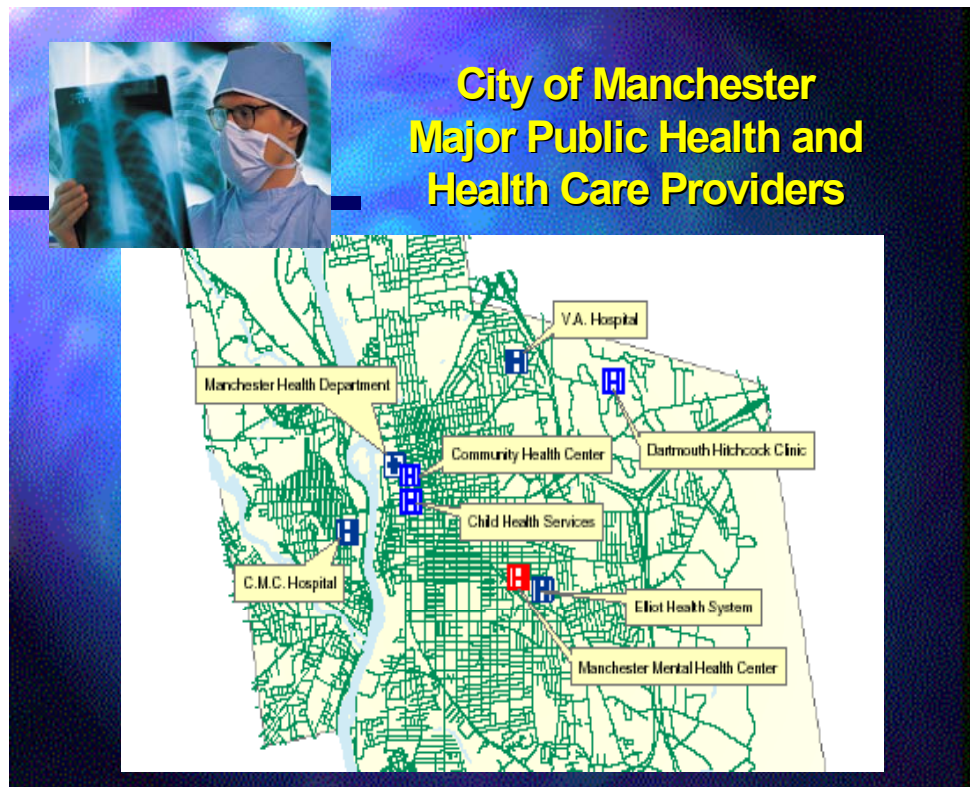 City of Manchester
Major Public Health and
Health Care Providers
V.A. Hospital
Manchester Health Department
Community Health Center
Dartmouth Hitchcock Clinic
Child Health Services
C.M.C. Hospital
Elliot Health System
Manchester Mental Health Center